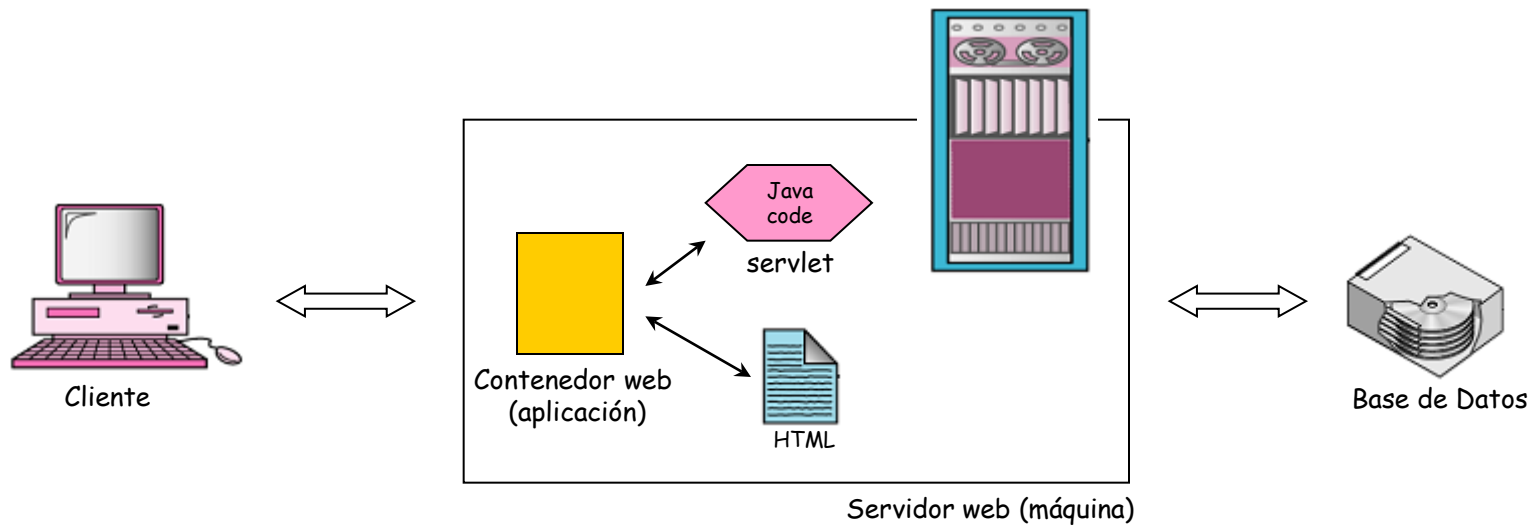 Java
code
servlet
Contenedor web
(aplicación)
Cliente
HTML
Base de Datos
Servidor web (máquina)